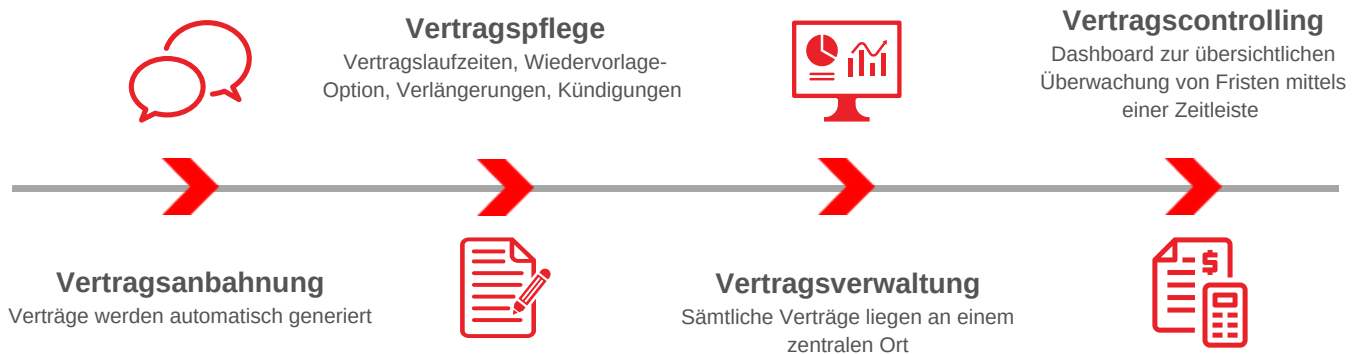 Vertragspflege
Vertragslaufzeiten, Wiedervorlage-
Option, Verlängerungen, Kündigungen
Vertragscontrolling
Dashboard zur übersichtlichen
Überwachung von Fristen mittels
einer Zeitleiste
Vertragsanbahnung
Verträge werden automatisch generiert
Vertragsverwaltung
Sämtliche Verträge liegen an einem
zentralen Ort
$